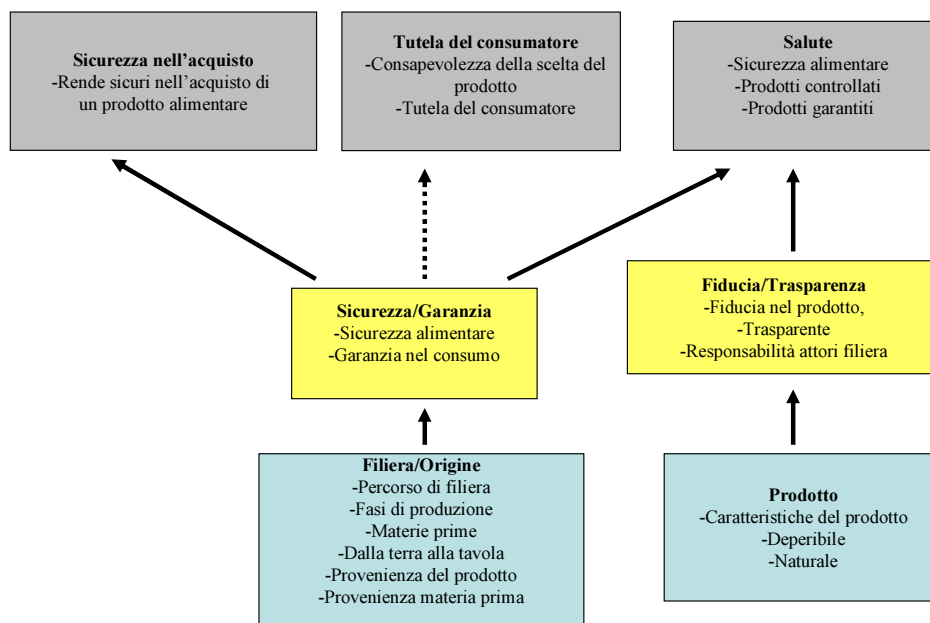 Sicurezza nell’acquisto
-Rende sicuri nell’acquisto di
un prodotto alimentare
Tutela del consumatore
-Consapevolezza della scelta del
prodotto
-Tutela del consumatore
Salute
-Sicurezza alimentare
-Prodotti controllati
-Prodotti garantiti
Sicurezza/Garanzia
-Sicurezza alimentare
-Garanzia nel consumo
Fiducia/Trasparenza
-Fiducia nel prodotto,
-Trasparente
-Responsabilità attori filiera
Filiera/Origine
-Percorso di filiera
-Fasi di produzione
-Materie prime
-Dalla terra alla tavola
-Provenienza del prodotto
-Provenienza materia prima
Prodotto
-Caratteristiche del prodotto
-Deperibile
-Naturale